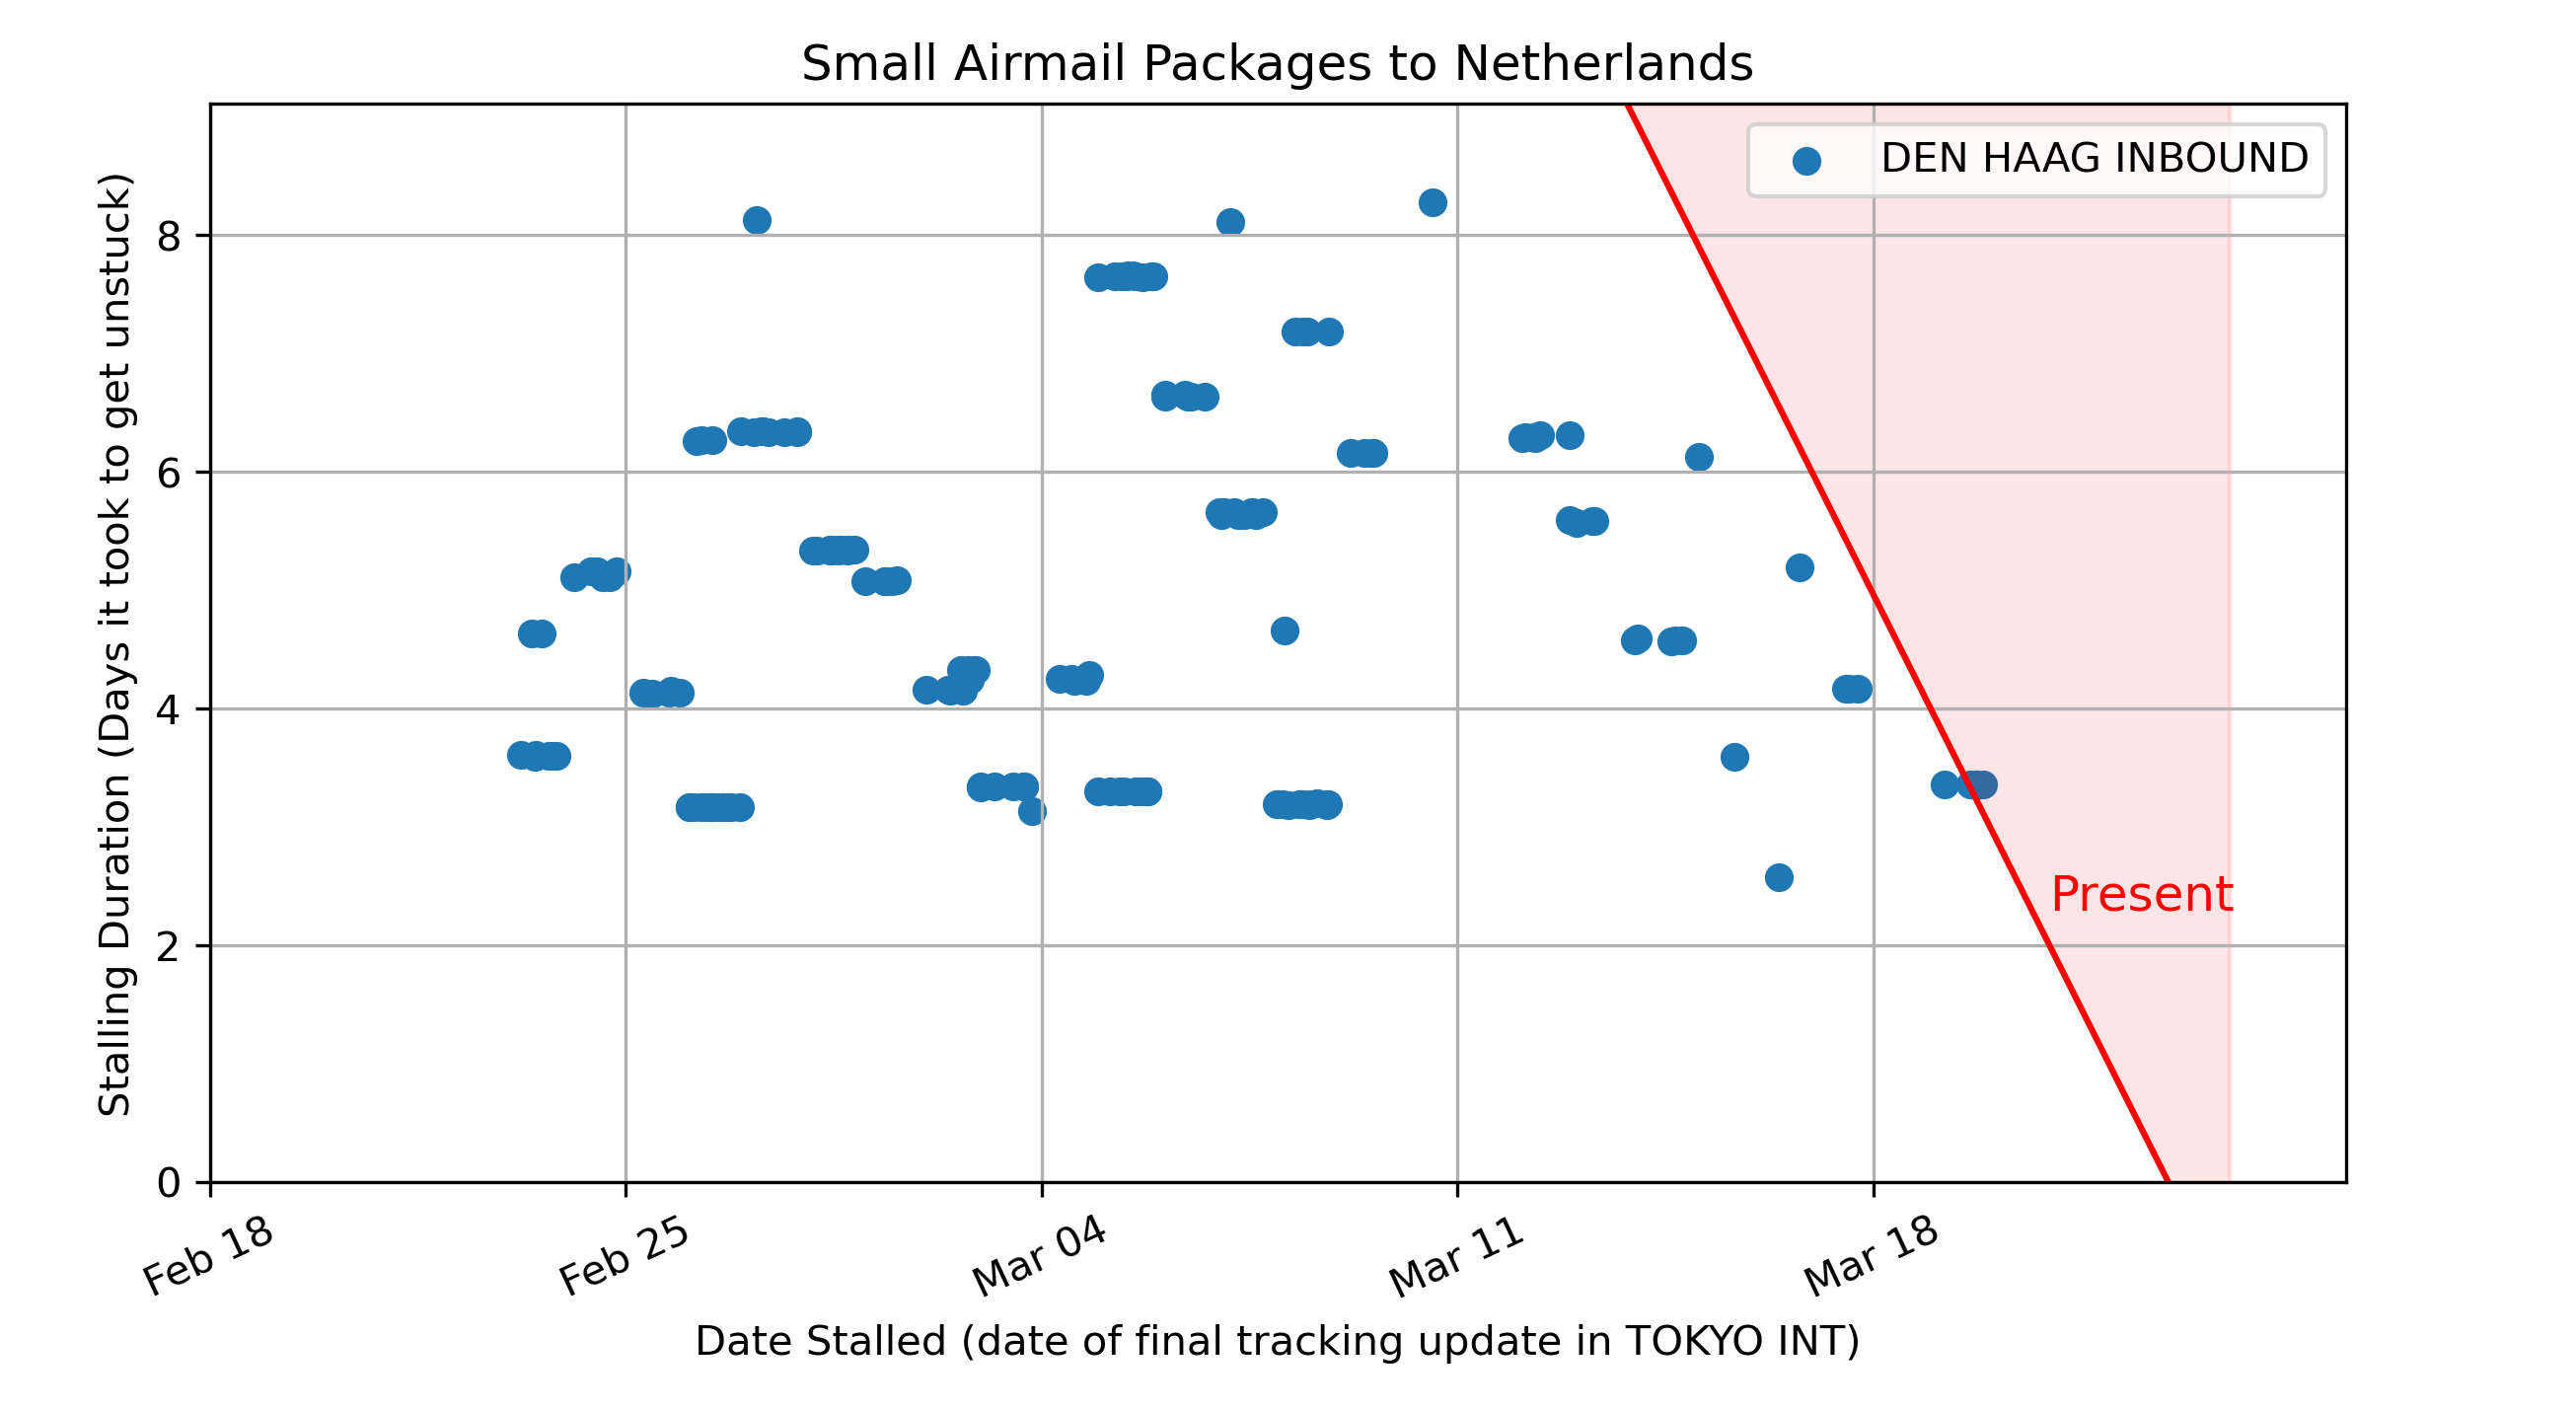 Small Airmail Packages to Netherlands
DEN HAAG INBOUND
Stalling Duration (Days it took to get unstuck)
8
6
4
2
0
Present
Feb 18
Feb 25
Mar 04
Mar 11
Mar 18
Date Stalled (date of final tracking update in TOKYO INT)